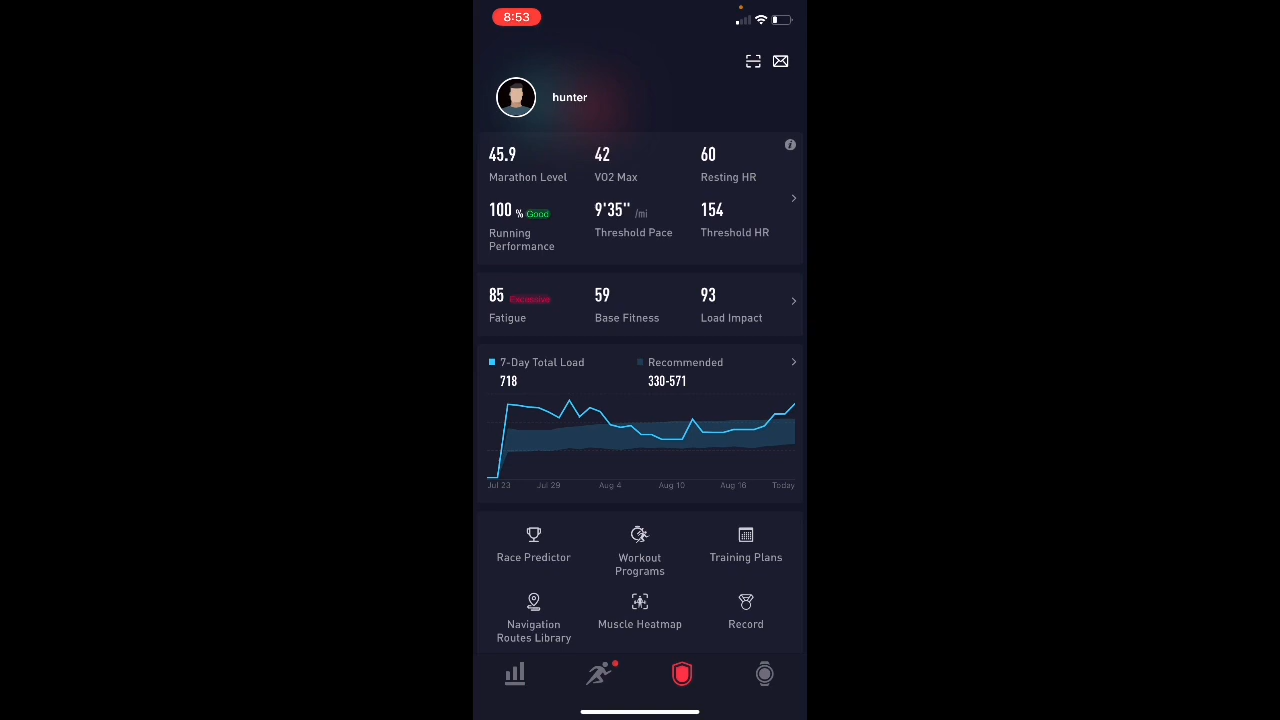 8:53
hunter
45.9 42 60
Marathon Level VO2 Max Resting HR
100 % Good 9'35" /mi 154
Running Performance Threshold Pace Threshold HR
85 Excessive 59 93
Fatigue Base Fitness Load Impact
7-Day Total Load Recommended
718 330-571
Jul 23 Jul 29 Aug 4 Aug 10 Aug 16 Today
Race Predictor Workout Programs Training Plans
Navigation Routes Library Muscle Heatmap Record